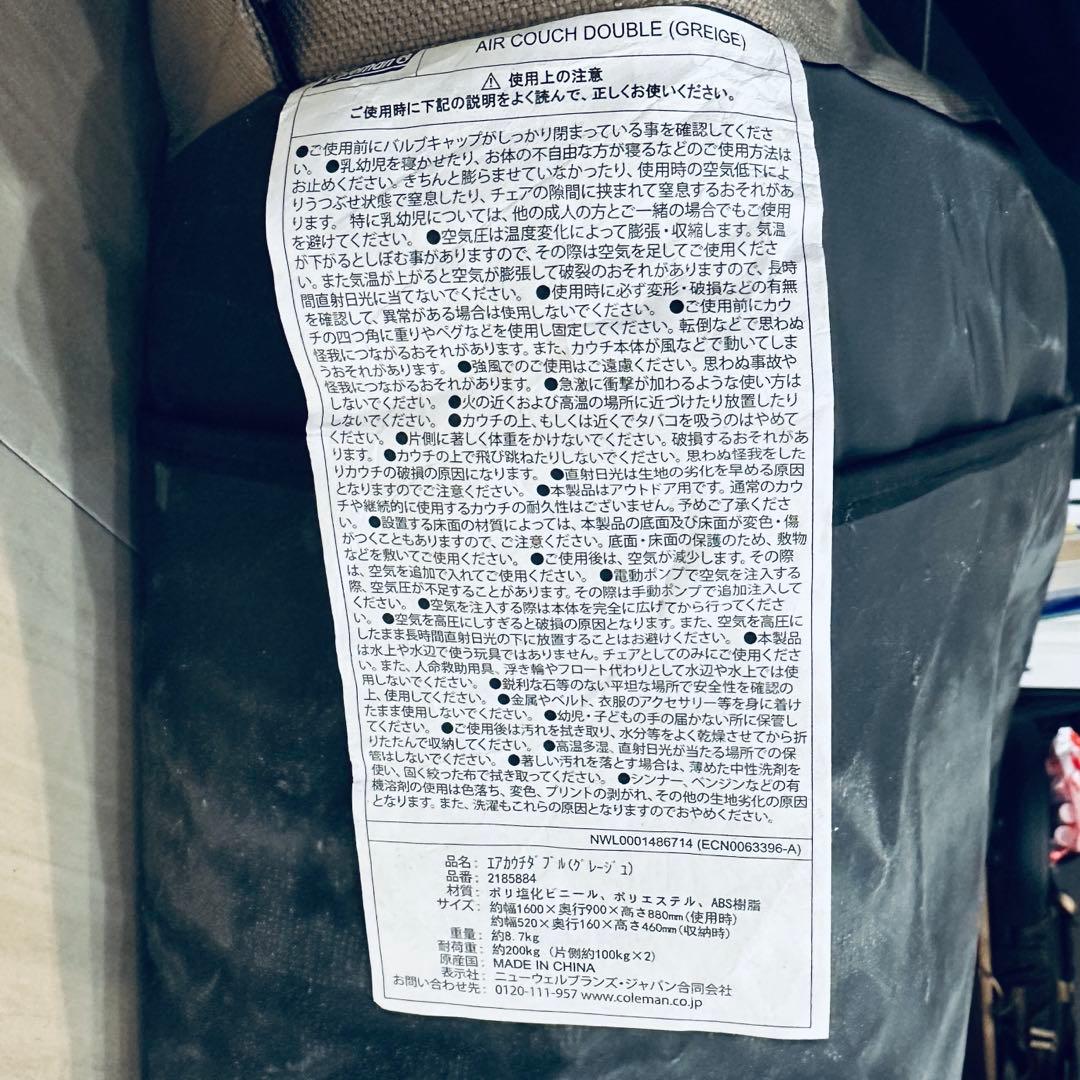 AIR COUCH DOUBLE (GREIGE)
⚠ 使用上の注意
ご使用時に下記の説明をよく読んで、正しくお使いください。
●ご使用前にバルブキャップがしっかり閉まっている事を確認してくださ
い。 ●乳幼児を寝かせたり、お体の不自由な方が寝るなどのご使用方法は
お止めください。きちんと膨らませていなかったり、使用時の空気低下によ
りうつぶせ状態で窒息したり、チェアの隙間に挟まれて窒息するおそれがあ
ります。 特に乳幼児については、他の成人の方とご一緒の場合でもご使用
を避けてください。 ●空気圧は温度変化によって膨張・収縮します。気温
が下がるとしぼむ事がありますので、その際は空気を足してご使用くださ
い。また気温が上がると空気が膨張して破裂のおそれがありますので、長時
間直射日光に当てないでください。 ●使用時に必ず変形・破損などの有無
を確認して、異常がある場合は使用しないでください。 ●ご使用前にカウ
チの四つ角に重りやペグなどを使用し固定してください。転倒などで思わぬ
怪我につながるおそれがあります。また、カウチ本体が風などで動いてしま
うおそれがあります。 ●強風でのご使用はご遠慮ください。思わぬ事故や
怪我につながるおそれがあります。 ●急激に衝撃が加わるような使い方は
しないでください。 ●火の近くおよび高温の場所に近づけたり放置したり
しないでください。 ●カウチの上、もしくは近くでタバコを吸うのはやめて
ください。 ●片側に著しく体重をかけないでください。破損するおそれがあ
ります。 ●カウチの上で飛び跳ねたりしないでください。思わぬ怪我をした
りカウチの破損の原因になります。 ●直射日光は生地の劣化を早める原因
となりますのでご注意ください。 ●本製品はアウトドア用です。通常のカウ
チや継続的に使用するカウチの耐久性はございません。予めご了承くださ
い。 ●設置する床面の材質によっては、本製品の底面及び床面が変色・傷
がつくこともありますので、ご注意ください。底面・床面の保護のため、敷物
などを敷いてご使用ください。 ●ご使用後は、空気が減少します。その際
は、空気を追加で入れてご使用ください。 ●電動ポンプで空気を注入する
際、空気圧が不足することがあります。その際は手動ポンプで追加注入して
ください。 ●空気を注入する際は本体を完全に広げてから行ってくださ
い。 ●空気を高圧にしすぎると破損の原因となります。また、空気を高圧に
したまま長時間直射日光の下に放置することはお避けください。 ●本製品
は水上や水辺で使う玩具ではありません。チェアとしてのみにご使用くださ
い。また、人命救助用具、浮き輪やフロート代わりとして水辺や水上では使
用しないでください。 ●鋭利な石等のない平坦な場所で安全性を確認の
上、使用してください。 ●金属やベルト、衣服のアクセサリー等を身に着け
たまま使用しないでください。 ●幼児・子どもの手の届かない所に保管し
てください。 ●ご使用後は汚れを拭き取り、水分等をよく乾燥させてから折
りたたんで収納してください。 ●高温多湿、直射日光が当たる場所での保
管はしないでください。 ●著しい汚れを落とす場合は、薄めた中性洗剤を
使い、固く絞った布で拭き取ってください。 ●シンナー、ベンジンなどの有
機溶剤の使用は色落ち、変色、プリントの剥がれ、その他の生地劣化の原因
となります。また、洗濯もこれらの原因となりますのでおやめください。
NWL0001486714 (ECN0063396-A)
品名： エアカウチダブル(グレージュ)
品番： 2185884
材質： ポリ塩化ビニール、ポリエステル、ABS樹脂
サイズ： 約幅1600×奥行900×高さ880mm(使用時)
約幅520×奥行160×高さ460mm(収納時)
重量： 約8.7kg
耐荷重： 約200kg (片側約100kg×2)
原産国： MADE IN CHINA
表示社： ニューウェルブランズ・ジャパン合同会社
お問い合わせ先： 0120-111-957 www.coleman.co.jp